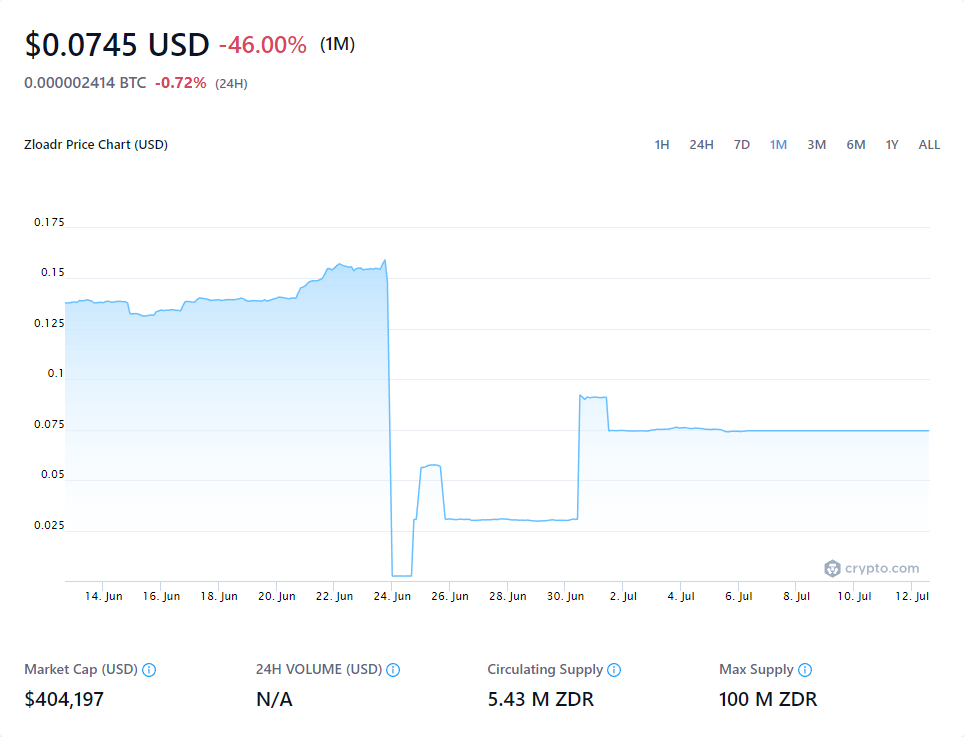 $0.0745 USD -46.00% (1M)
0.000002414 BTC -0.72% (24H)
Zloadr Price Chart (USD) 1H 24H 7D 1M 3M 6M 1Y ALL
0.175
0.15
0.125
0.1
0.075
0.05
0.025
crypto.com
14. Jun 16. Jun 18. Jun 20. Jun 22. Jun 24. Jun 26. Jun 28. Jun 30. Jun 2. Jul 4. Jul 6. Jul 8. Jul 10. Jul 12. Jul
Market Cap (USD) 24H VOLUME (USD) Circulating Supply Max Supply
$404,197 N/A 5.43 M ZDR 100 M ZDR